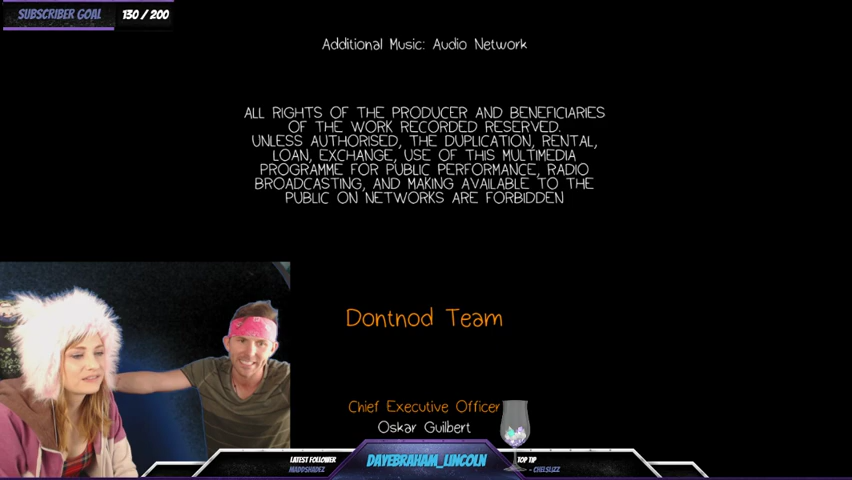 SUBSCRIBER GOAL 130 / 200
Additional Music: Audio Network
ALL RIGHTS OF THE PRODUCER AND BENEFICIARIES
OF THE WORK RECORDED RESERVED.
UNLESS AUTHORISED, THE DUPLICATION, RENTAL,
LOAN, EXCHANGE, USE OF THIS MULTIMEDIA
PROGRAMME FOR PUBLIC PERFORMANCE, RADIO
BROADCASTING, AND MAKING AVAILABLE TO THE
PUBLIC ON NETWORKS ARE FORBIDDEN
Dontnod Team
Chief Executive Officer
Oskar Guilbert
LATEST FOLLOWER
MADDSHADEZ
DAYEBRAHAM_LINCOLN
TOP TIP
- CHELSLIZZ